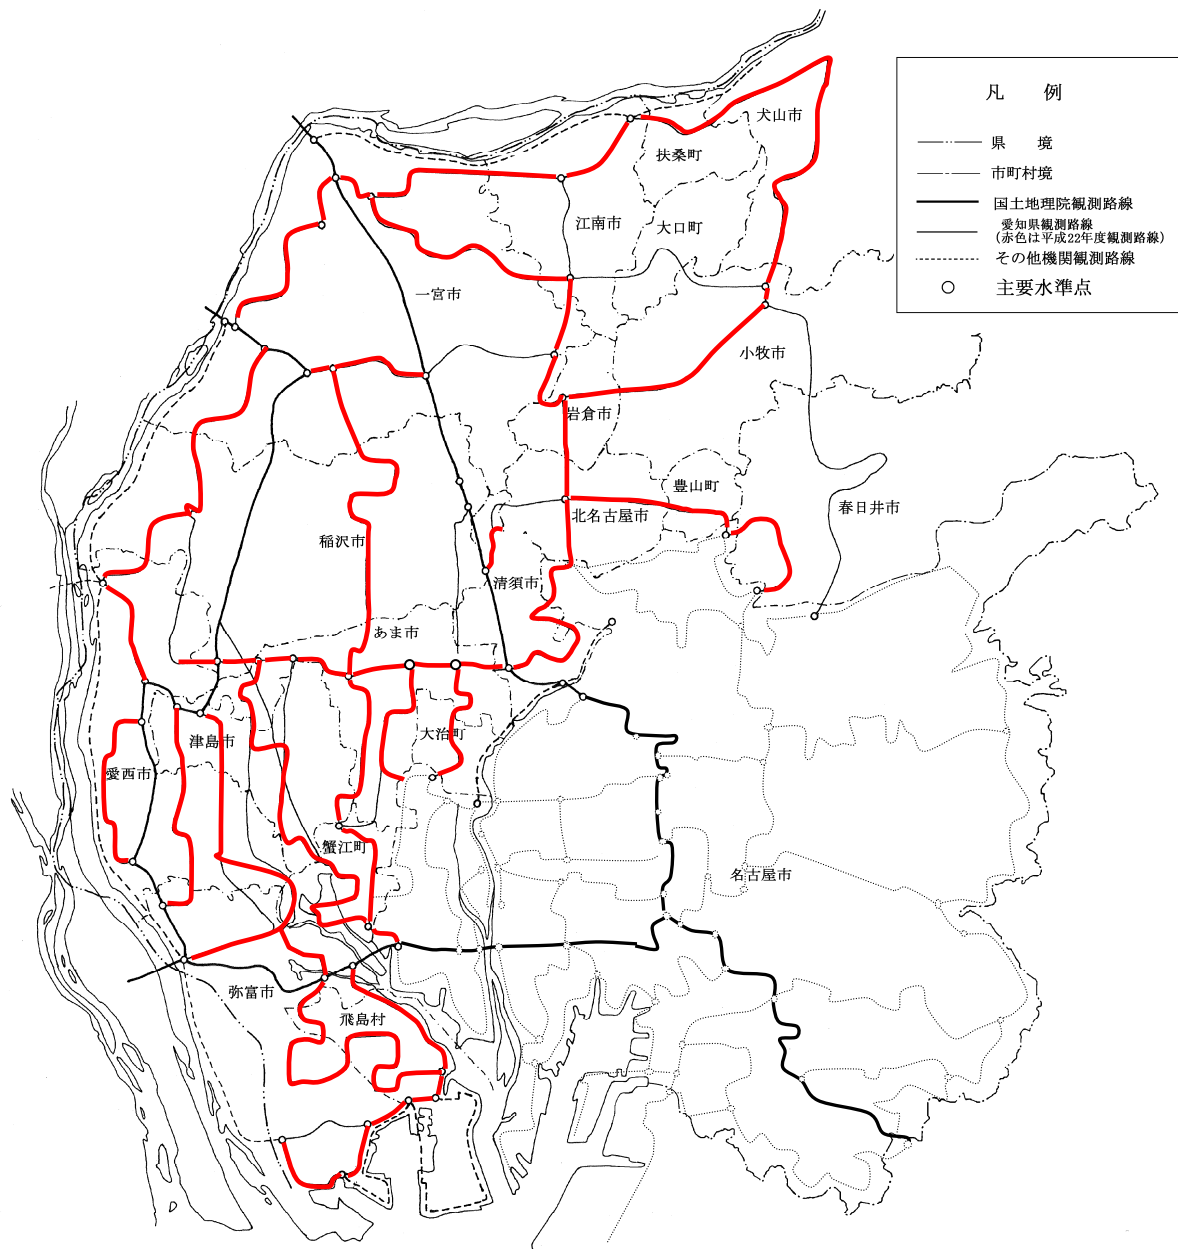 凡　例
県　境
市町村境
国土地理院観測路線
愛知県観測路線
(赤色は平成22年度観測路線)
その他機関観測路線
主要水準点
犬山市
扶桑町
江南市
大口町
一宮市
小牧市
岩倉市
豊山町
春日井市
北名古屋市
稲沢市
清須市
あま市
津島市
大治町
愛西市
蟹江町
名古屋市
弥富市
飛島村